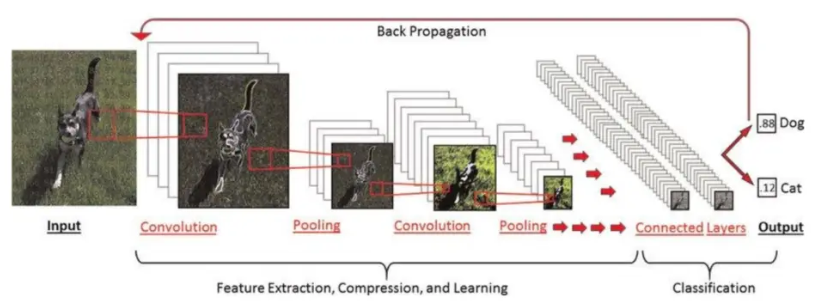 Back Propagation
.88 Dog
.12 Cat
Input
Convolution
Pooling
Convolution
Pooling
Connected Layers
Output
Feature Extraction, Compression, and Learning
Classification